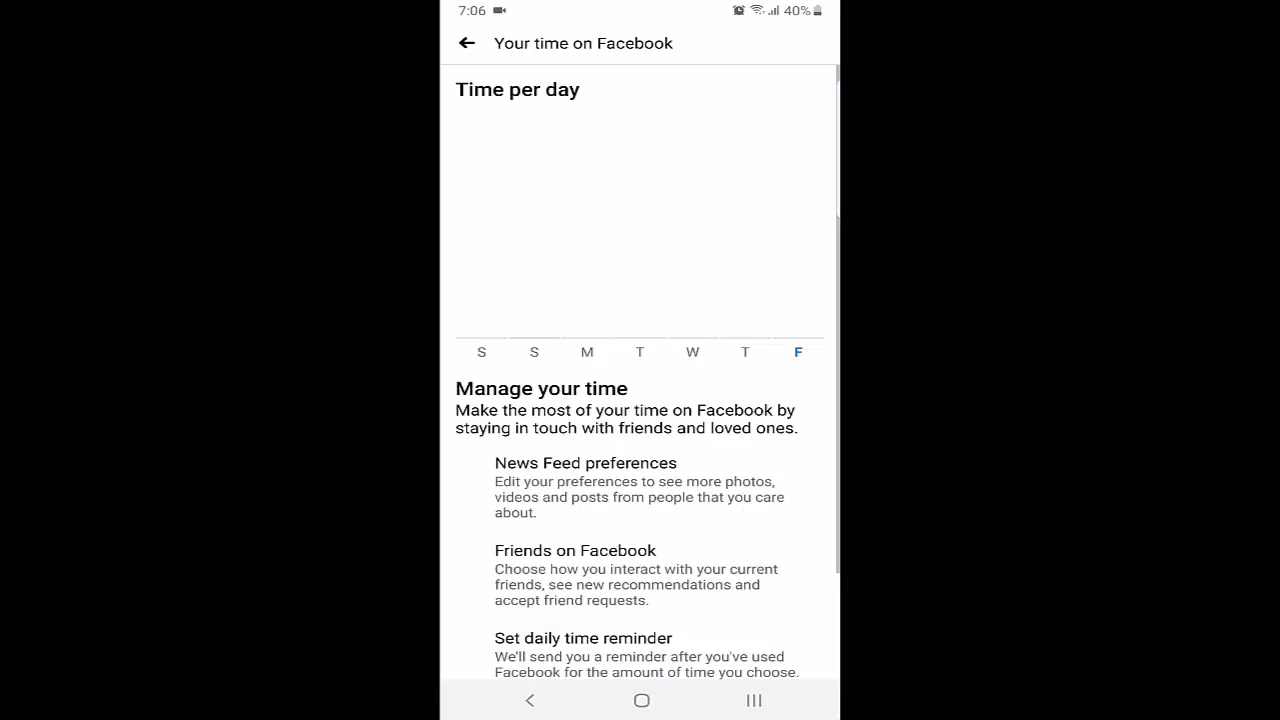 7:06 40%
Your time on Facebook
Time per day
S S M T W T F
Manage your time
Make the most of your time on Facebook by
staying in touch with friends and loved ones.
News Feed preferences
Edit your preferences to see more photos,
videos and posts from people that you care
about.
Friends on Facebook
Choose how you interact with your current
friends, see new recommendations and
accept friend requests.
Set daily time reminder
We'll send you a reminder after you've used
Facebook for the amount of time you choose.